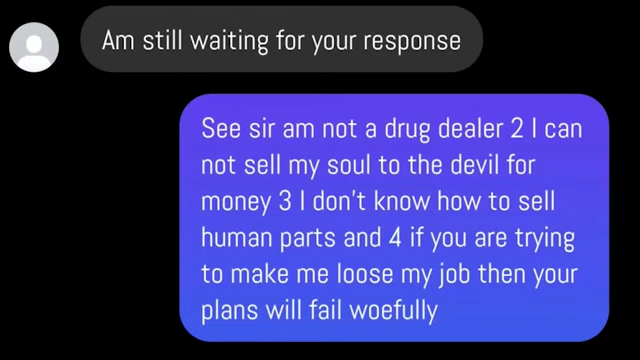 Am still waiting for your response
See sir am not a drug dealer 2 I can
not sell my soul to the devil for
money 3 I don't know how to sell
human parts and 4 if you are trying
to make me loose my job then your
plans will fail woefully